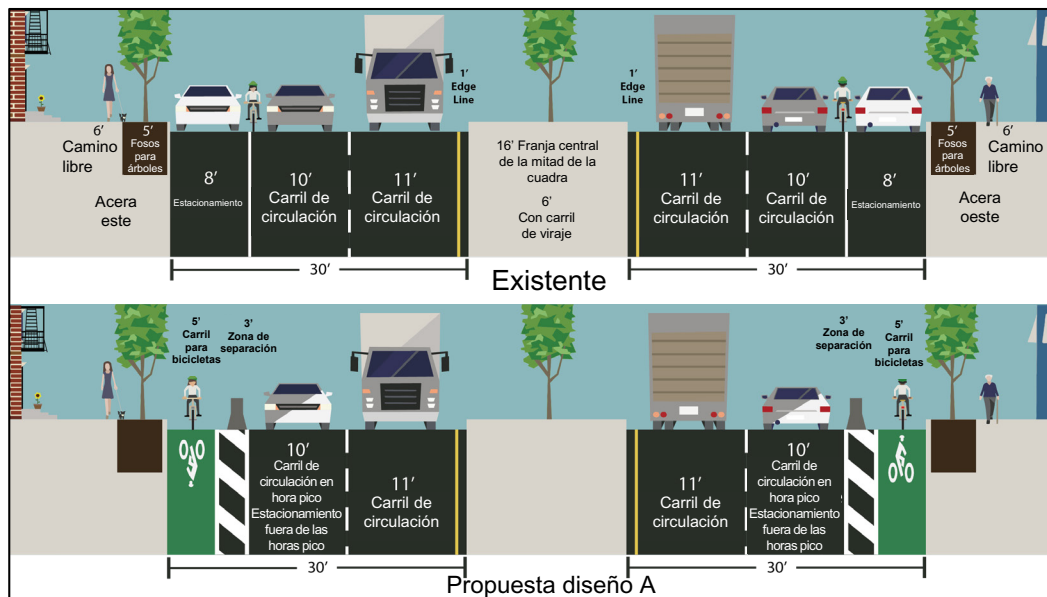 1'
Edge
Line
1'
Edge
Line
6'
Camino
libre
5'
Fosos
para
árboles
Acera
este
8'
Estacionamiento
10'
Carril de
circulación
11'
Carril de
circulación
16' Franja central
de la mitad de la
cuadra
6'
Con carril
de viraje
11'
Carril de
circulación
10'
Carril de
circulación
8'
Estacionamiento
5'
Fosos
para
árboles
6'
Camino
libre
Acera
oeste
30'
30'
Existente
5'
Carril
para
bicicletas
3'
Zona de
separación
3'
Zona de
separación
5'
Carril
para
bicicletas
10'
Carril de
circulación en
hora pico
Estacionamiento
fuera de las
horas pico
11'
Carril de
circulación
11'
Carril de
circulación
10'
Carril de
circulación en
hora pico
Estacionamiento
fuera de las
horas pico
30'
30'
Propuesta diseño A